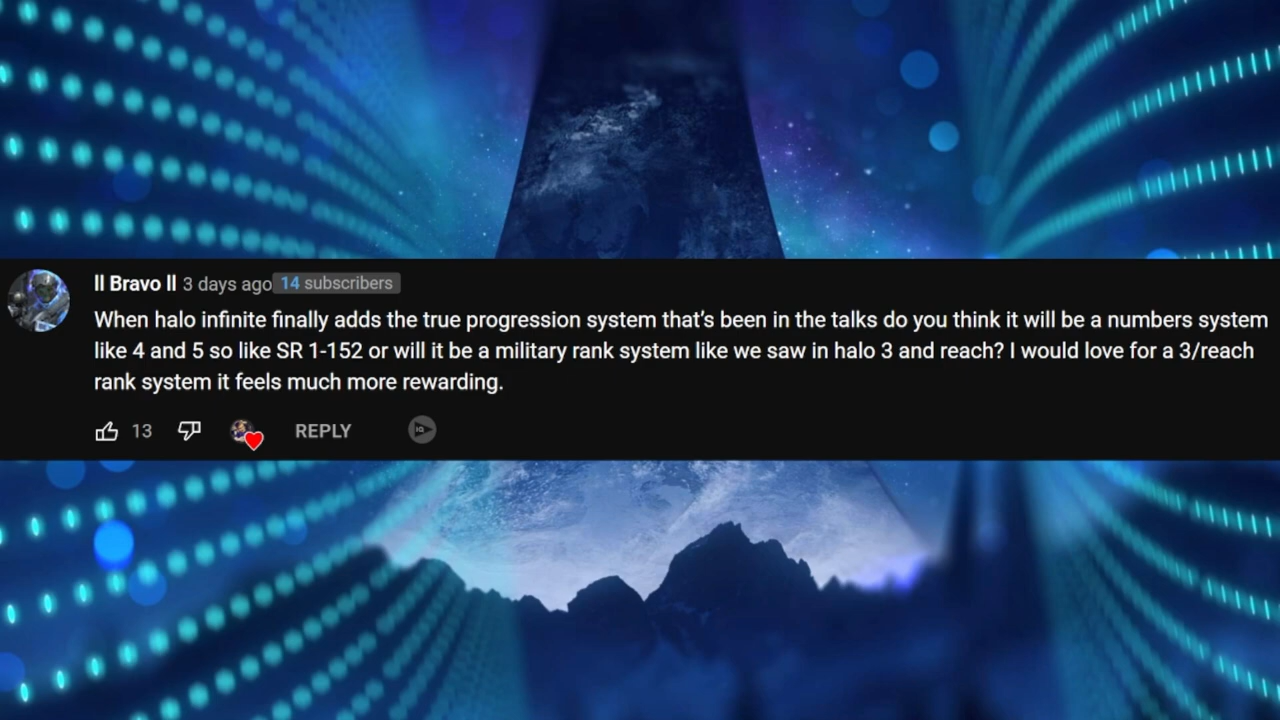 ll Bravo ll 3 days ago 14 subscribers
When halo infinite finally adds the true progression system that's been in the talks do you think it will be a numbers system
like 4 and 5 so like SR 1-152 or will it be a military rank system like we saw in halo 3 and reach? I would love for a 3/reach
rank system it feels much more rewarding.
13 REPLY iQ